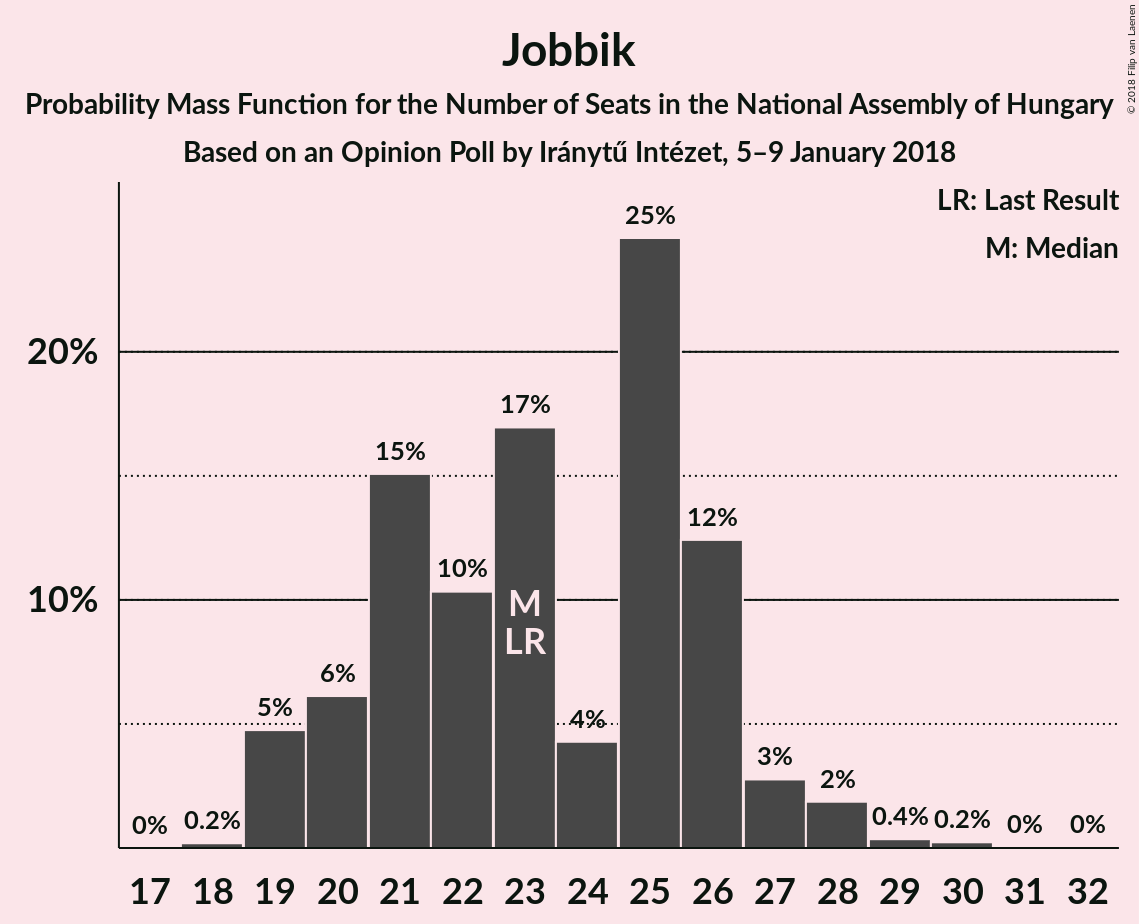 Jobbik
Probability Mass Function for the Number of Seats in the National Assembly of Hungary
Based on an Opinion Poll by Iránytű Intézet, 5–9 January 2018
© 2018 Filip van Laenen
LR: Last Result
M: Median
20%
10%
0%
0.2%
5%
6%
15%
10%
17%
4%
25%
12%
3%
2%
0.4%
0.2%
0%
0%
M
LR
17 18 19 20 21 22 23 24 25 26 27 28 29 30 31 32